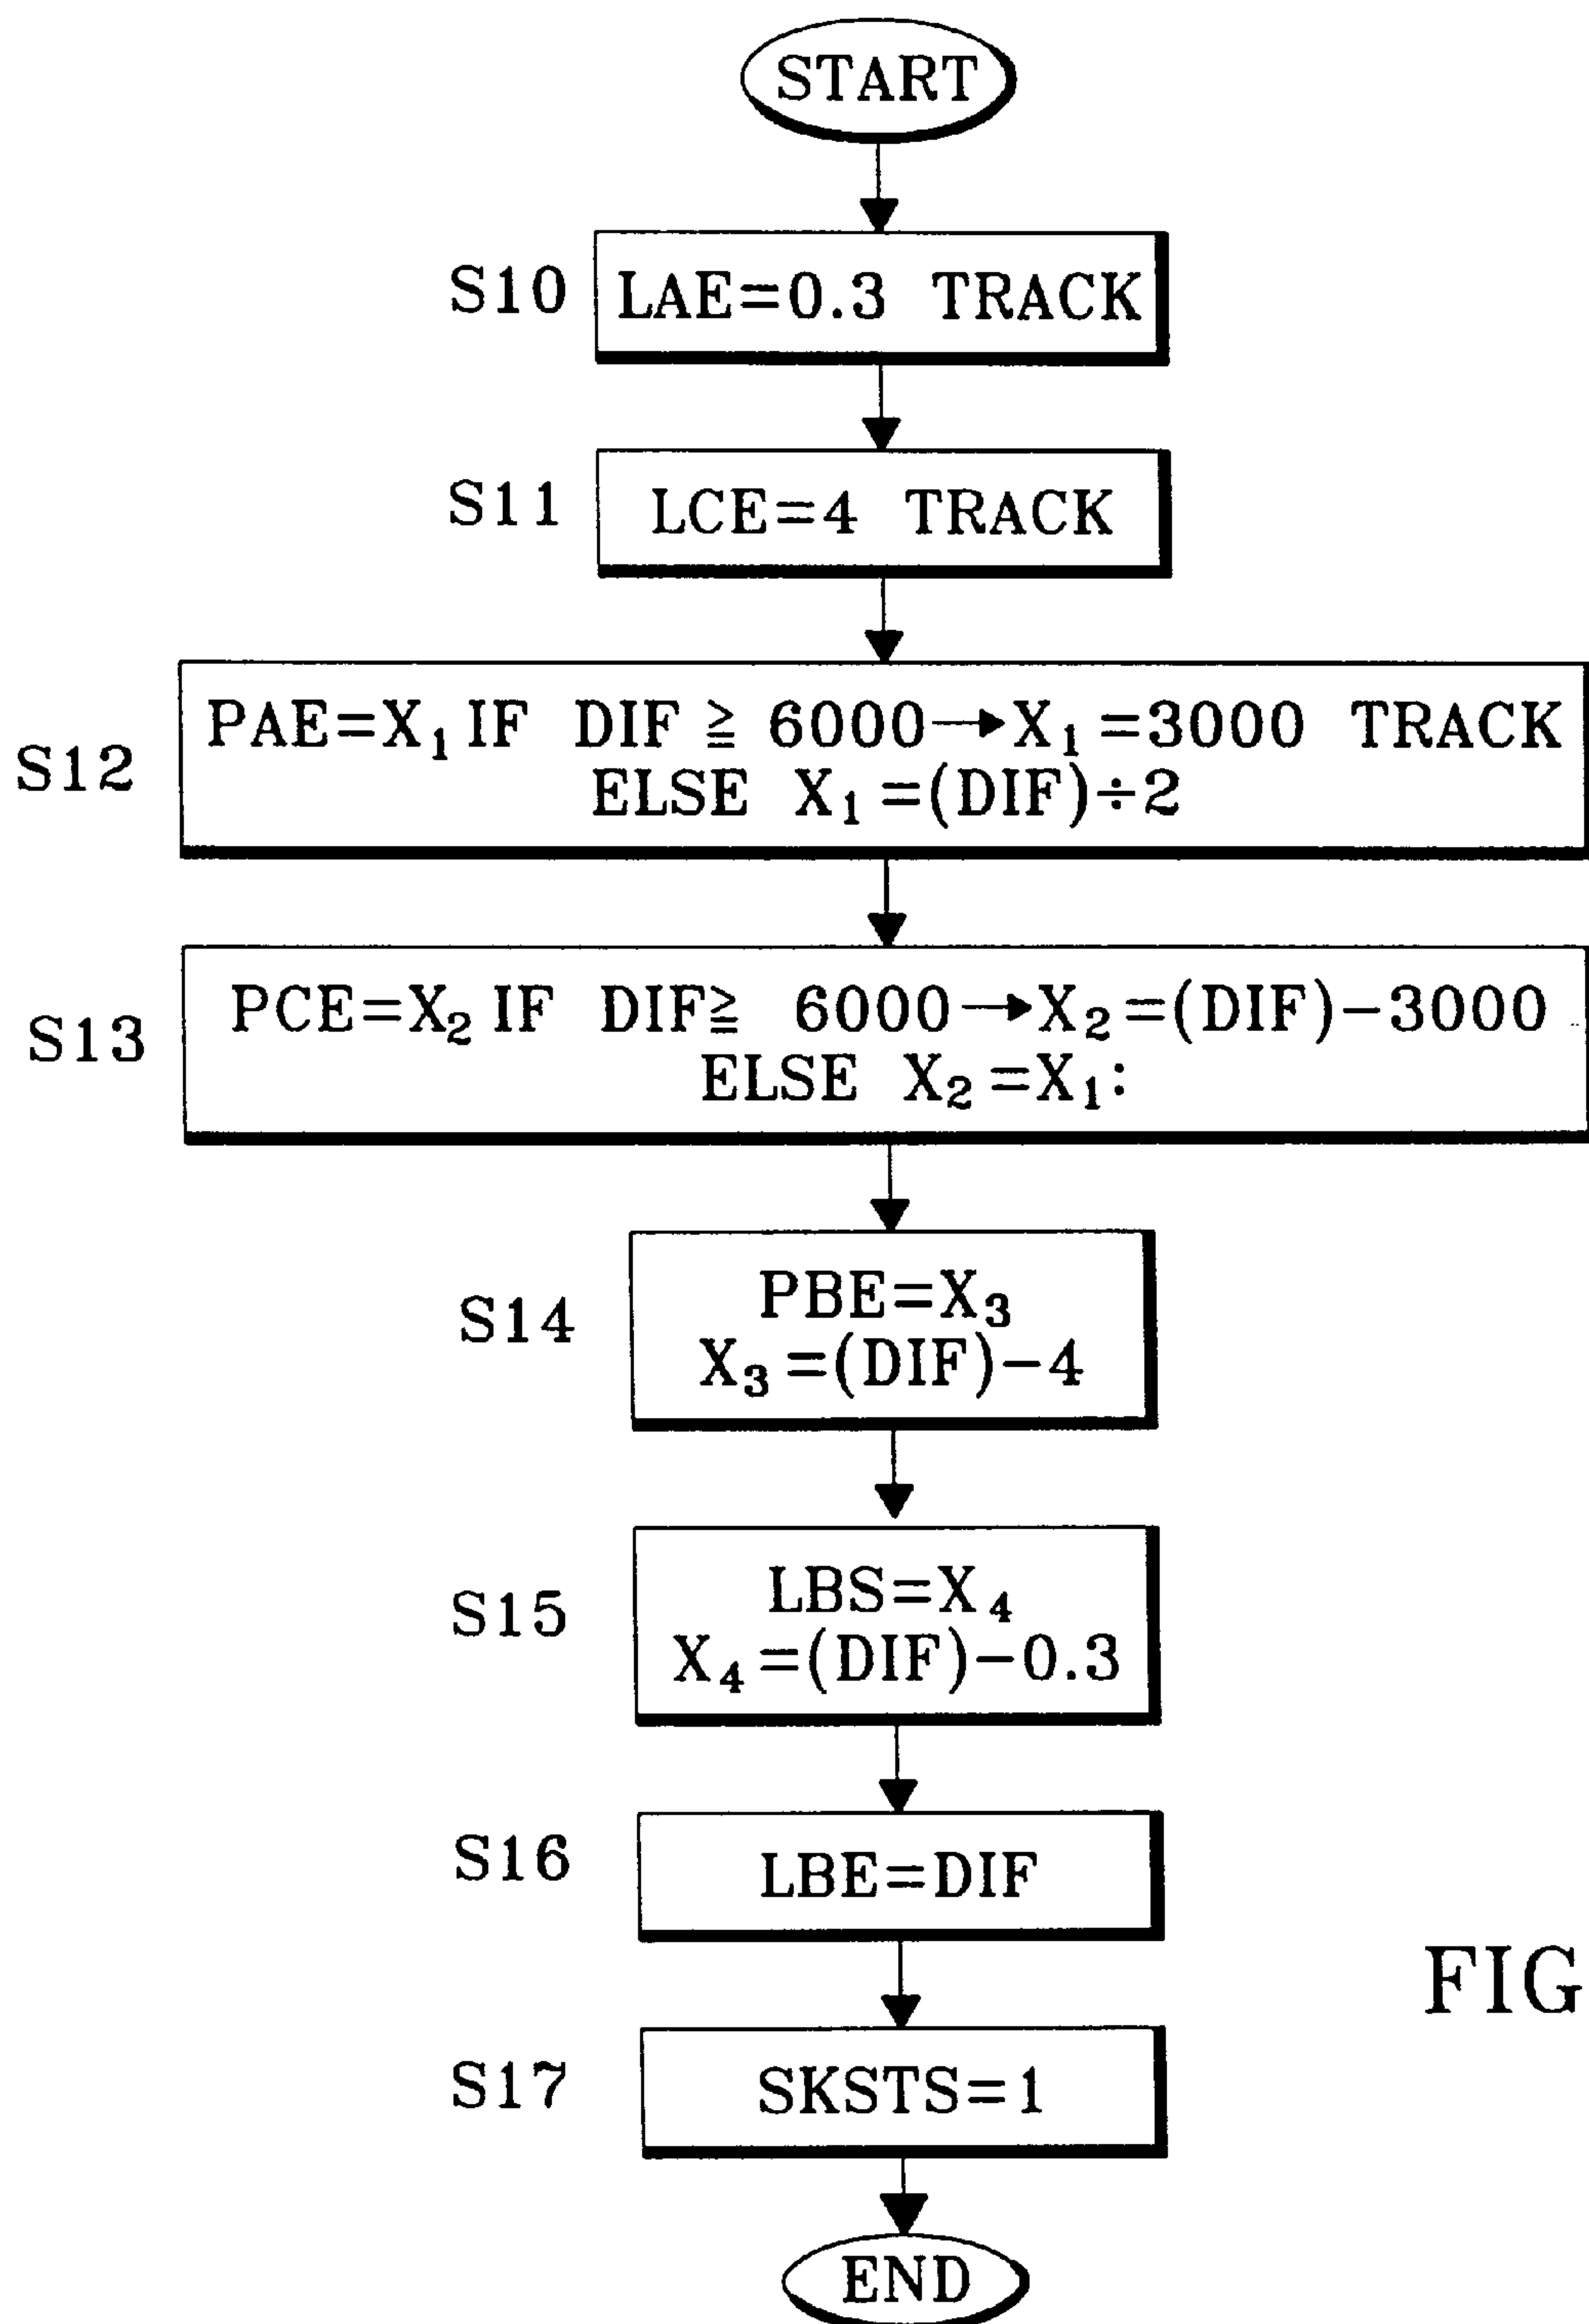 START
S10 LAE=0.3 TRACK
S11 LCE=4 TRACK
S12 PAE=X₁ IF DIF ≧ 6000→X₁=3000 TRACK
ELSE X₁=(DIF)÷2
S13 PCE=X₂ IF DIF≧ 6000→X₂=(DIF)−3000
ELSE X₂=X₁:
S14 PBE=X₃
X₃=(DIF)−4
S15 LBS=X₄
X₄=(DIF)−0.3
S16 LBE=DIF
FIG
S17 SKSTS=1
END